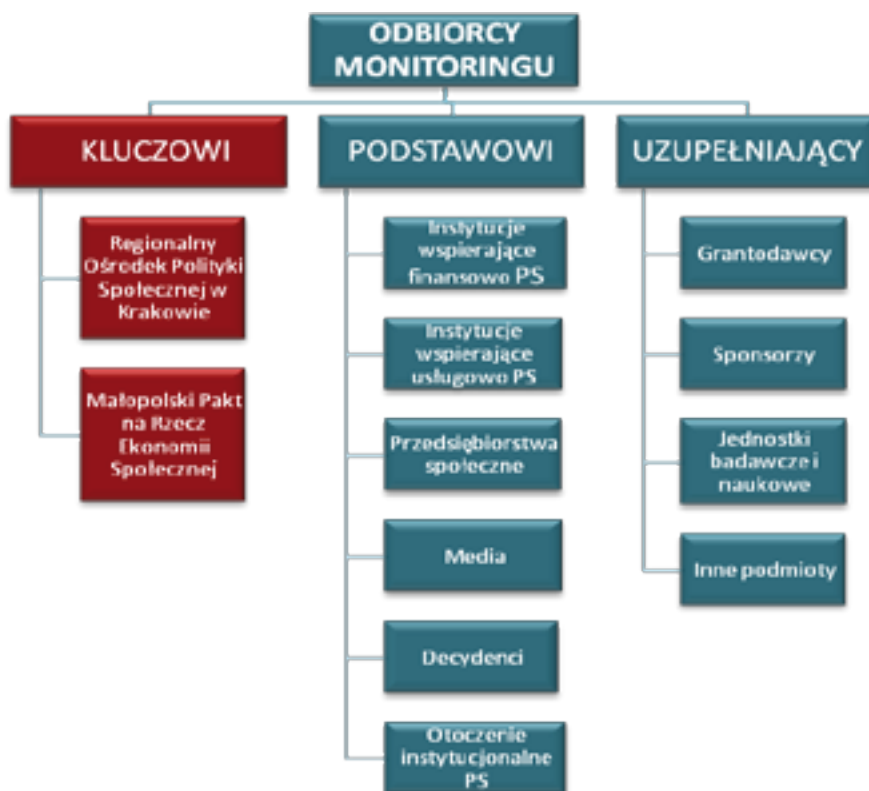 ODBIORCY
MONITORINGU
KLUCZOWI
PODSTAWOWI
UZUPEŁNIAJĄCY
Regionalny
Ośrodek Polityki
Społecznej w
Krakowie
Małopolski Pakt
na Rzecz
Ekonomii
Społecznej
Instytucje
wspierające
finansowo PS
Instytucje
wspierające
usługowo PS
Przedsiębiorstwa
społeczne
Media
Decydenci
Otoczenie
instytucjonalne
PS
Grantodawcy
Sponsorzy
Jednostki
badawcze i
naukowe
Inne podmioty